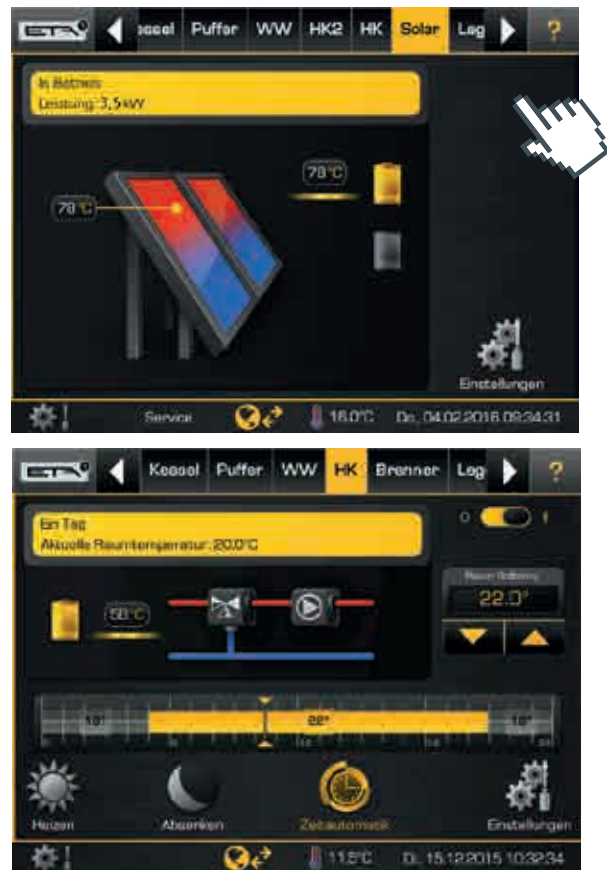 ETA Kessel Puffer WW HK2 HK Solar Lag ?
In Betrieb
Leistung: 3,5 kW
78°C
78°C
Einstellungen
Service 16.0°C Do., 04.02.2016 09:34:31
ETA Kessel Puffer WW HK Brenner Lag ?
Ein Tag
Aktuelle Raumtemperatur: 20.0°C
0 I
22.0°
58°C
18° 22° 18°
Heizen Absenken Zeitautomatik Einstellungen
11.5°C Di., 15.12.2015 10:32:34